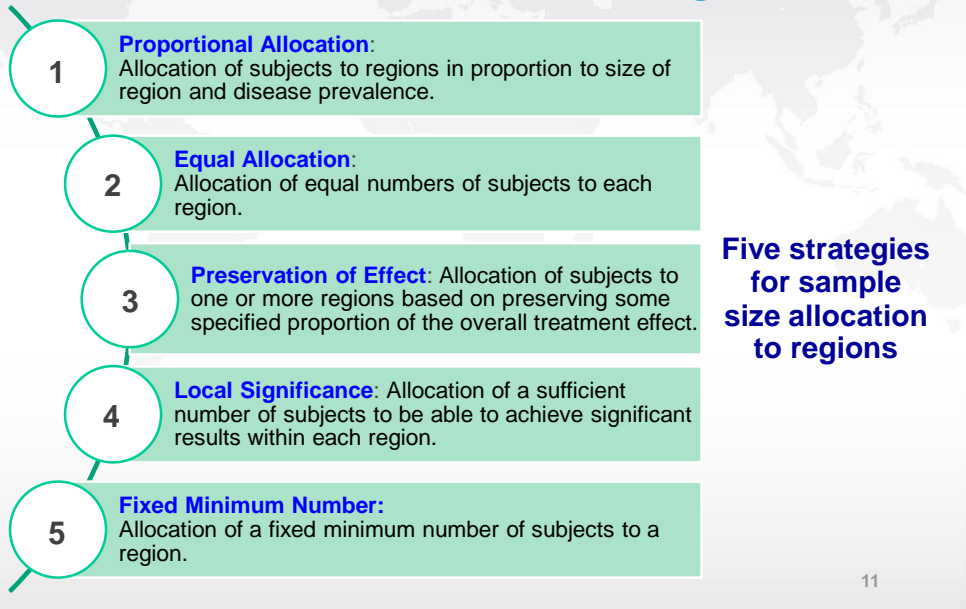 1
Proportional Allocation:
Allocation of subjects to regions in proportion to size of
region and disease prevalence.
2
Equal Allocation:
Allocation of equal numbers of subjects to each
region.
3
Preservation of Effect: Allocation of subjects to
one or more regions based on preserving some
specified proportion of the overall treatment effect.
4
Local Significance: Allocation of a sufficient
number of subjects to be able to achieve significant
results within each region.
5
Fixed Minimum Number:
Allocation of a fixed minimum number of subjects to a
region.
Five strategies
for sample
size allocation
to regions
11